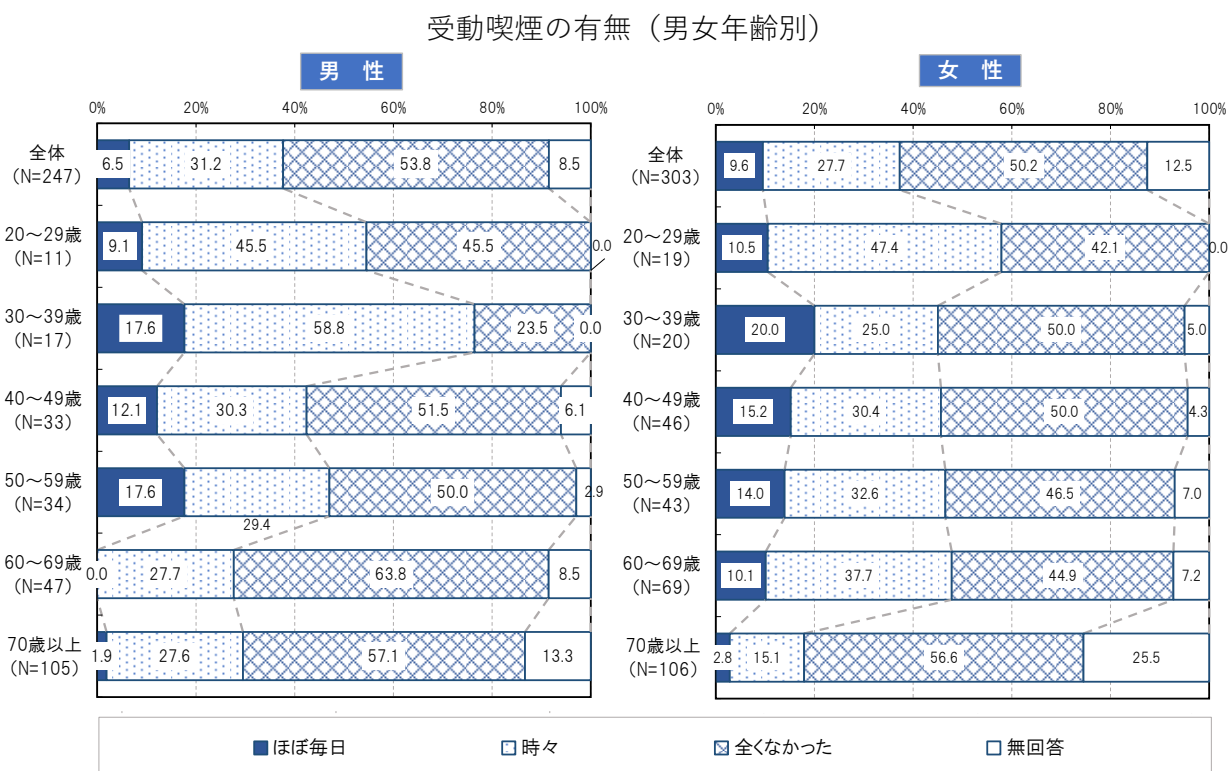 受動喫煙の有無（男女年齢別）
男 性
0% 20% 40% 60% 80% 100%
全体
(N=247)
6.5 31.2 53.8 8.5
20～29歳
(N=11)
9.1 45.5 45.5 0.0
30～39歳
(N=17)
17.6 58.8 23.5 0.0
40～49歳
(N=33)
12.1 30.3 51.5 6.1
50～59歳
(N=34)
17.6 29.4 50.0 2.9
60～69歳
(N=47)
0.0 27.7 63.8 8.5
70歳以上
(N=105)
1.9 27.6 57.1 13.3
女 性
0% 20% 40% 60% 80% 100%
全体
(N=303)
9.6 27.7 50.2 12.5
20～29歳
(N=19)
10.5 47.4 42.1 0.0
30～39歳
(N=20)
20.0 25.0 50.0 5.0
40～49歳
(N=46)
15.2 30.4 50.0 4.3
50～59歳
(N=43)
14.0 32.6 46.5 7.0
60～69歳
(N=69)
10.1 37.7 44.9 7.2
70歳以上
(N=106)
2.8 15.1 56.6 25.5
ほぼ毎日 時々 全くなかった 無回答